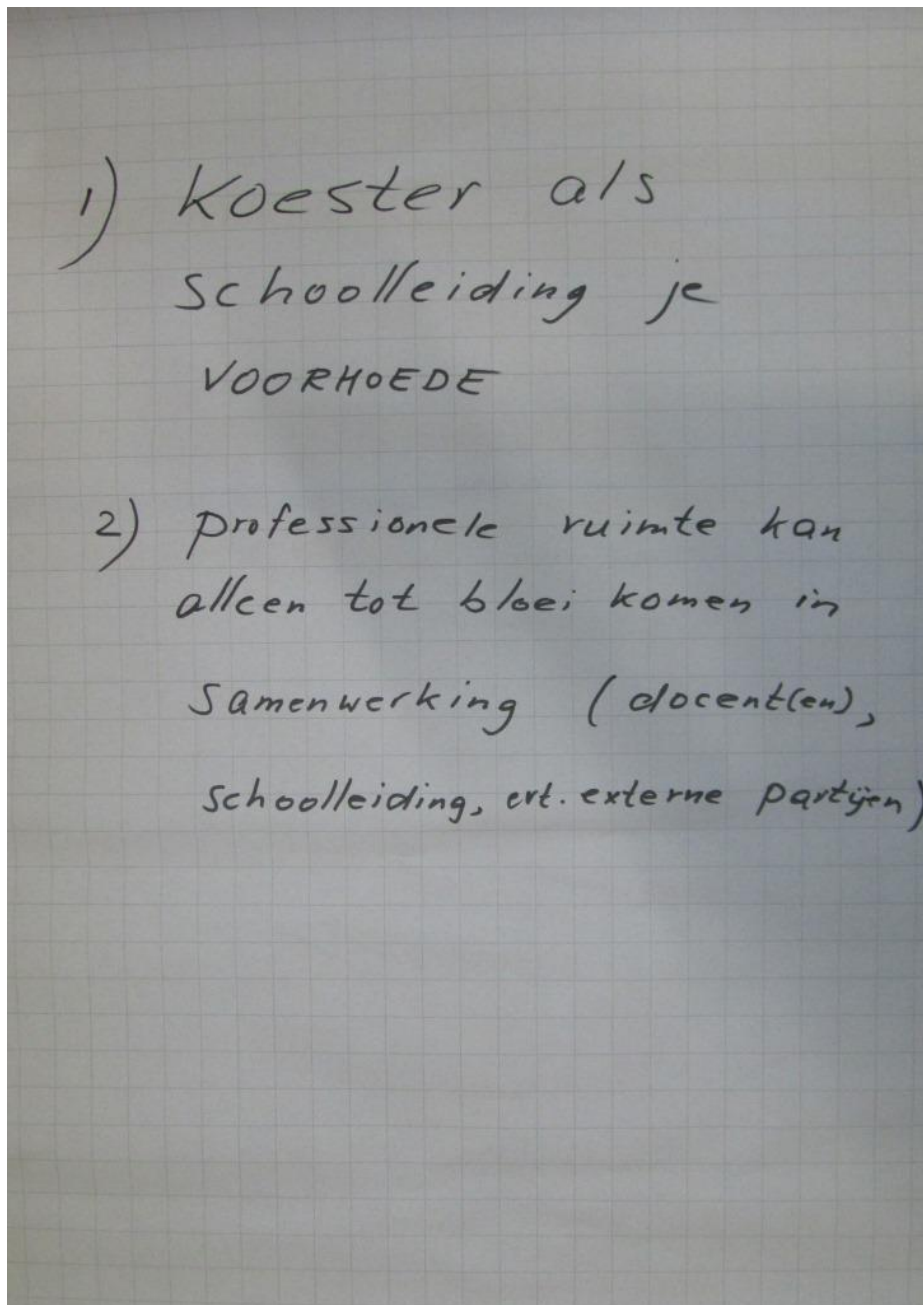 1) Koester als
schoolleiding je
VOORHOEDE
2) professionele ruimte kan
alleen tot bloei komen in
samenwerking (docent(en),
schoolleiding, evt. externe partijen)